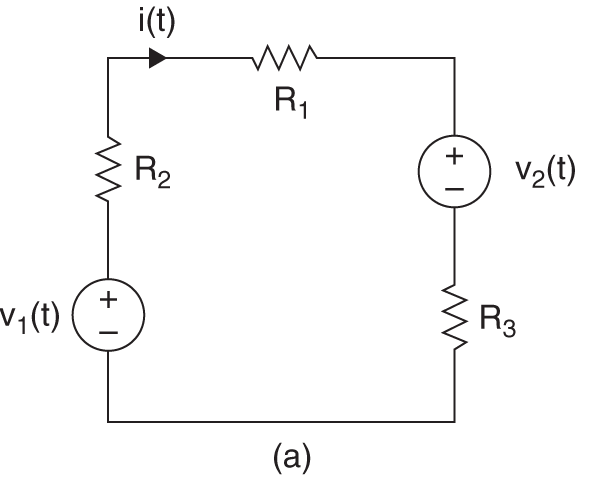 i(t)
R1
R2
+
−
v2(t)
+
−
v1(t)
R3
(a)